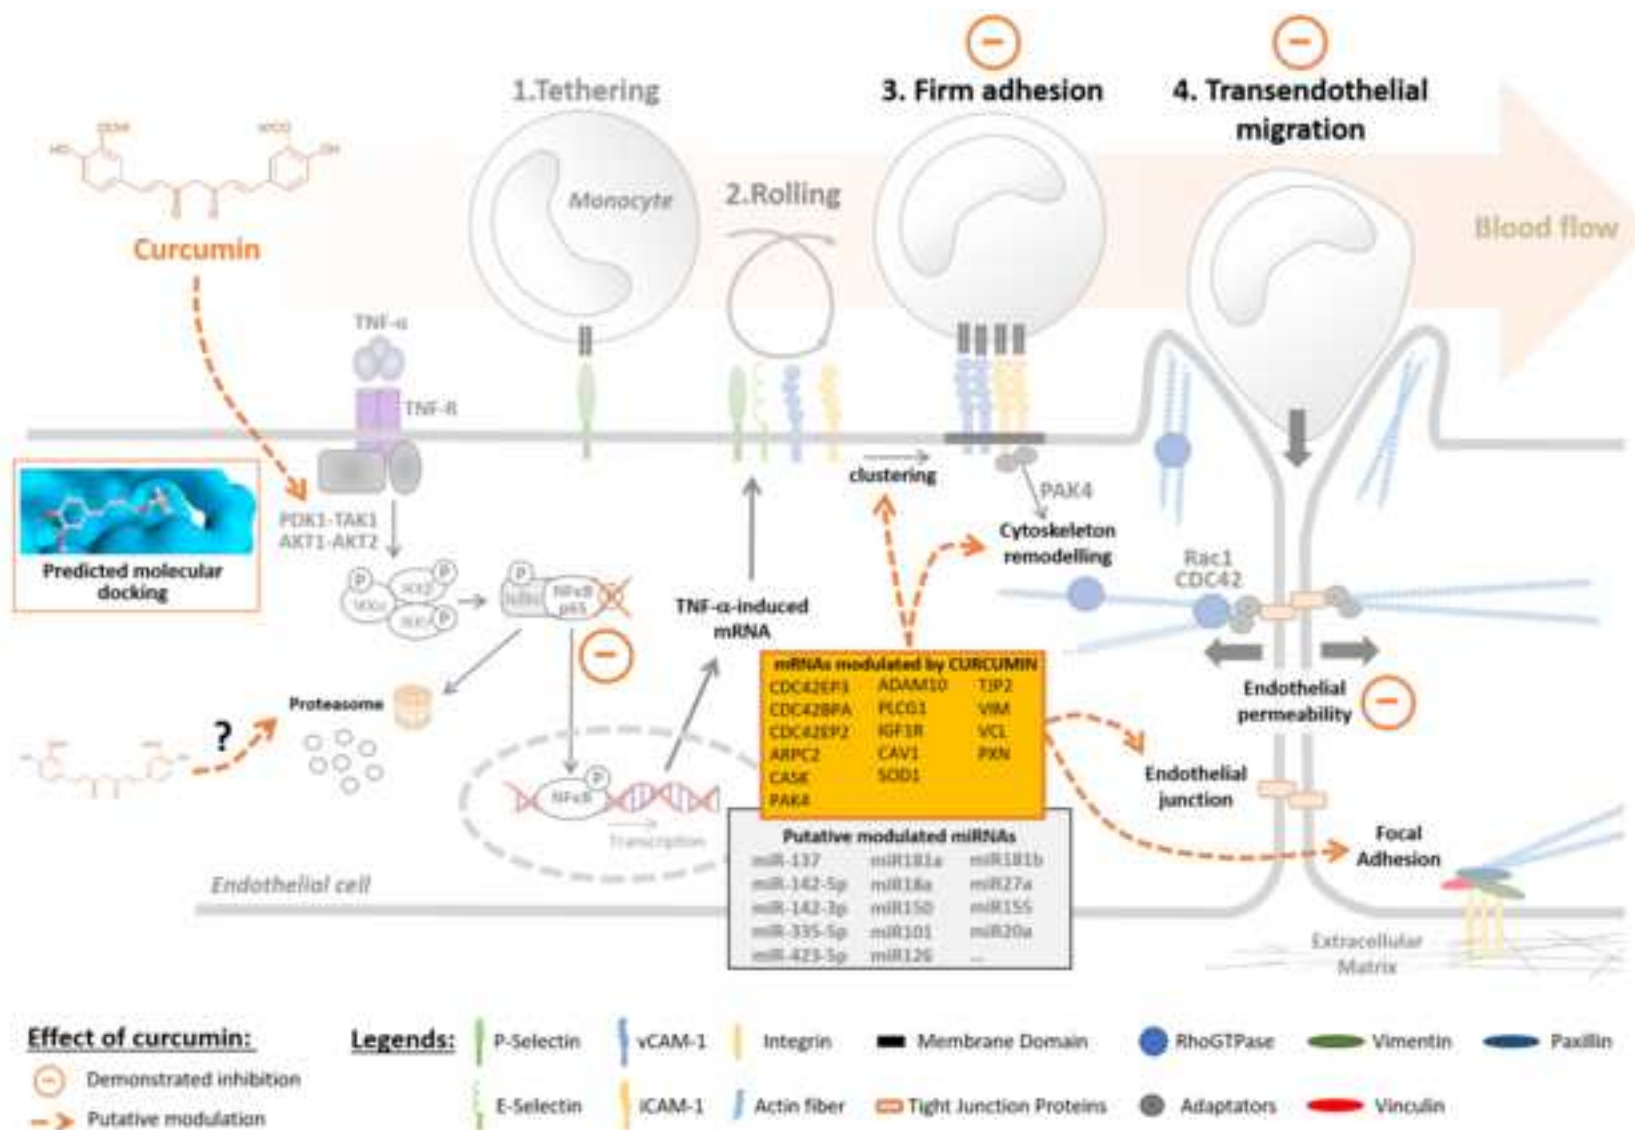 1.Tethering
3. Firm adhesion
4. Transendothelial
migration
Monocyte
2.Rolling
Blood flow
HO
OH
Curcumin
TNF-α
TNF-R
clustering
PAK4
Cytoskeleton
remodelling
PDK1-TAK1
AKT1-AKT2
Predicted molecular
docking
Rac1
CDC42
P
P
P
P
NFκB
p65
TNF-α-induced
mRNA
Proteasome
?
mRNAs modulated by CURCUMIN
CDC42EP3 ADAM10 TJP2
CDC42BPA PLCG1 VIM
CDC42EP2 IGF1R VCL
ARPC2 CAV1 PXN
CASK SOD1
PAK4
Endothelial
permeability
Endothelial
junction
P
NFκB
Transcription
Putative modulated miRNAs
miR-137 miR181a miR181b
miR-142-5p miR18a miR27a
miR-142-3p miR150 miR155
miR-335-5p miR101 miR20a
miR-423-5p miR126 ...
Focal
Adhesion
Endothelial cell
Extracellular
Matrix
Effect of curcumin:
Demonstrated inhibition
Putative modulation
Legends:
P-Selectin vCAM-1 Integrin Membrane Domain RhoGTPase Vimentin Paxillin
E-Selectin iCAM-1 Actin fiber Tight Junction Proteins Adaptators Vinculin